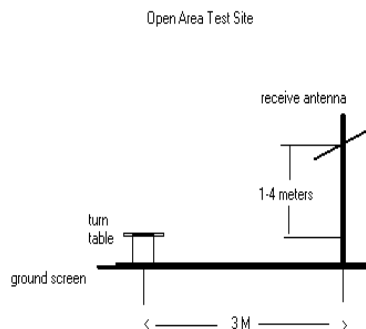 Open Area Test Site
receive antenna
1-4 meters
turn
table
ground screen
3 M